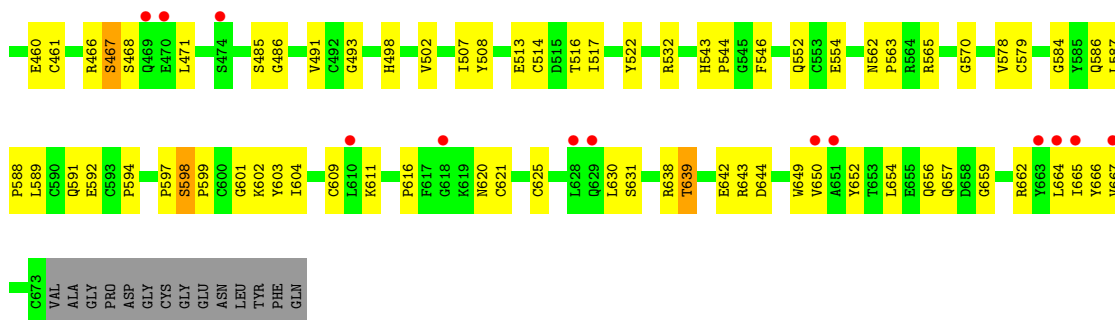 E460 C461 R466 S467 S468 Q469 E470 L471 S474 S485 G486 V491 C492 G493 H498 V502 I507 Y508 E513 C514 D515 T516 I517 Y522 R532 H543 P544 G545 F546 Q552 C553 E554 N562 P563 R564 R565 G570 V578 C579 G584 Y585 Q586 L587
P588 L589 C590 Q591 E592 C593 P594 P597 S598 P599 C600 G601 K602 Y603 I604 C609 L610 K611 P616 F617 G618 K619 N620 C621 C625 L628 Q629 L630 S631 R638 T639 E642 R643 D644 W649 V650 A651 Y652 T653 L654 E655 Q656 Q657 D658 G659 R662 Y663 L664 I665 Y666
C673 VAL ALA GLY PRO ASP GLY CYS GLY GLU ASN LEU TYR PHE GLN